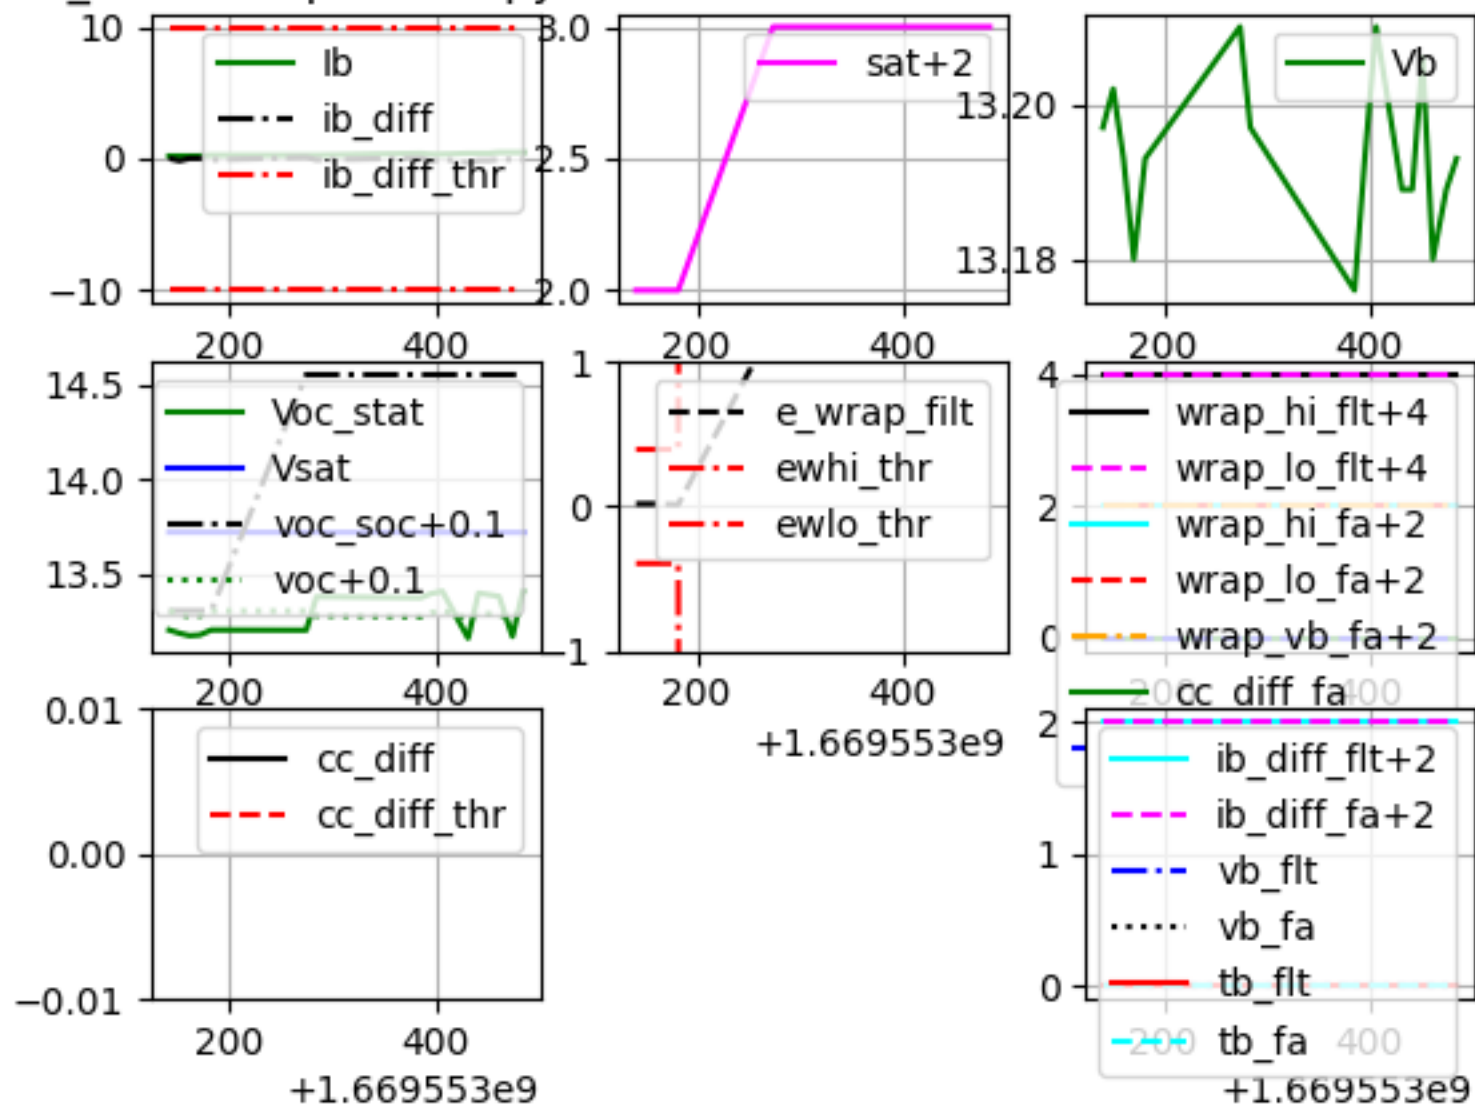 10
0
−10
Ib
ib_diff
ib_diff_thr
200
400
3.0
2.5
2.0
sat+2
200
400
13.20
13.18
Vb
200
400
14.5
14.0
13.5
Voc_stat
Vsat
voc_soc+0.1
voc+0.1
200
400
1
0
−1
e_wrap_filt
ewhi_thr
ewlo_thr
200
400
+1.669553e9
4
2
0
wrap_hi_flt+4
wrap_lo_flt+4
wrap_hi_fa+2
wrap_lo_fa+2
wrap_vb_fa+2
cc_diff_fa
200
400
0.01
0.00
−0.01
cc_diff
cc_diff_thr
200
400
+1.669553e9
2
1
0
ib_diff_flt+2
ib_diff_fa+2
vb_flt
vb_fa
tb_flt
tb_fa
200
400
+1.669553e9